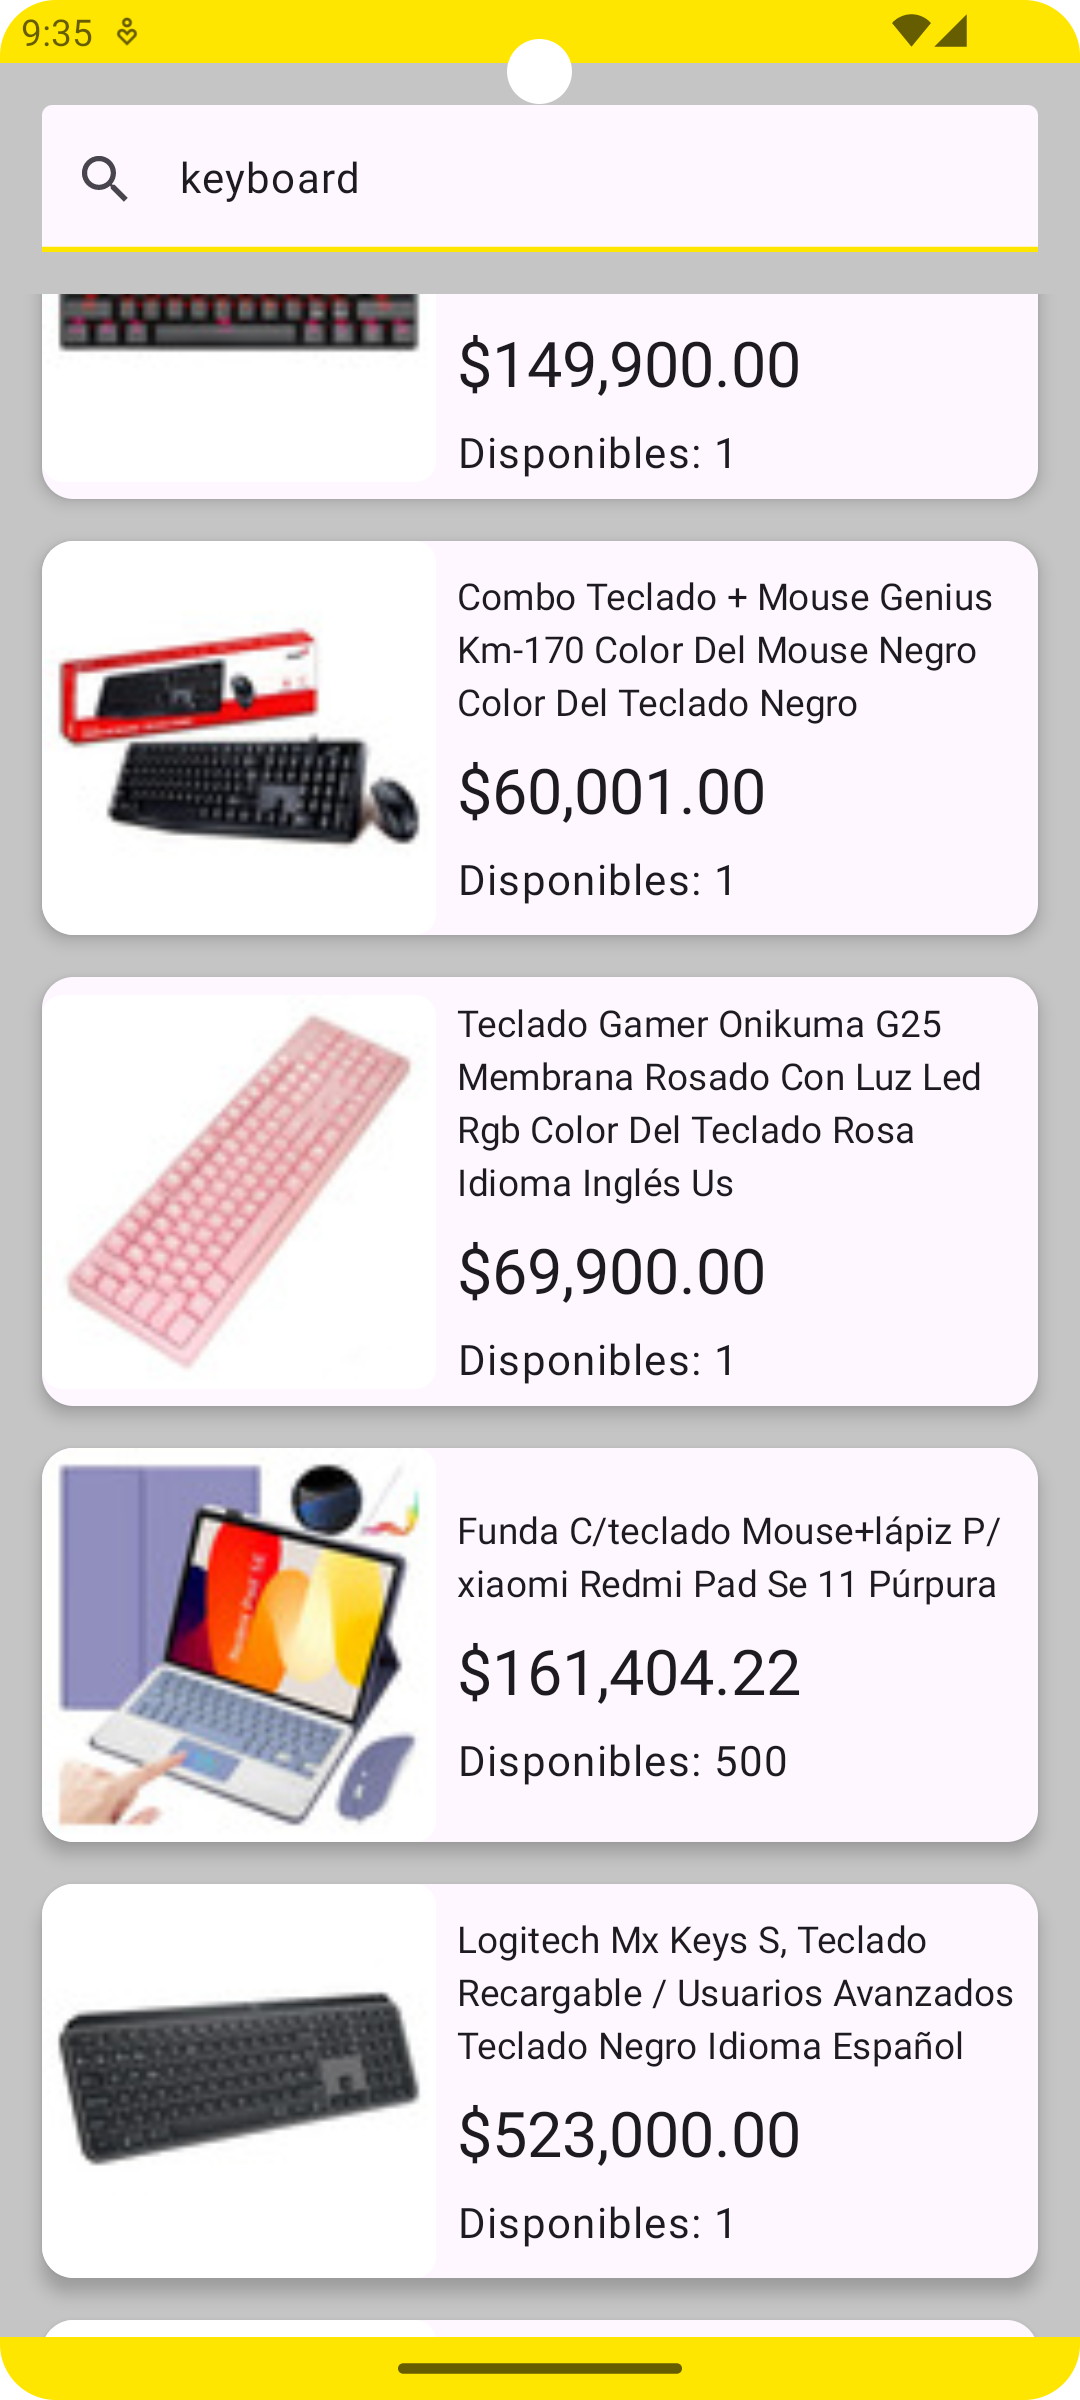 9:35
keyboard
$149,900.00
Disponibles: 1
Combo Teclado + Mouse Genius
Km-170 Color Del Mouse Negro
Color Del Teclado Negro
$60,001.00
Disponibles: 1
Teclado Gamer Onikuma G25
Membrana Rosado Con Luz Led
Rgb Color Del Teclado Rosa
Idioma Inglés Us
$69,900.00
Disponibles: 1
Funda C/teclado Mouse+lápiz P/
xiaomi Redmi Pad Se 11 Púrpura
$161,404.22
Disponibles: 500
Logitech Mx Keys S, Teclado
Recargable / Usuarios Avanzados
Teclado Negro Idioma Español
$523,000.00
Disponibles: 1